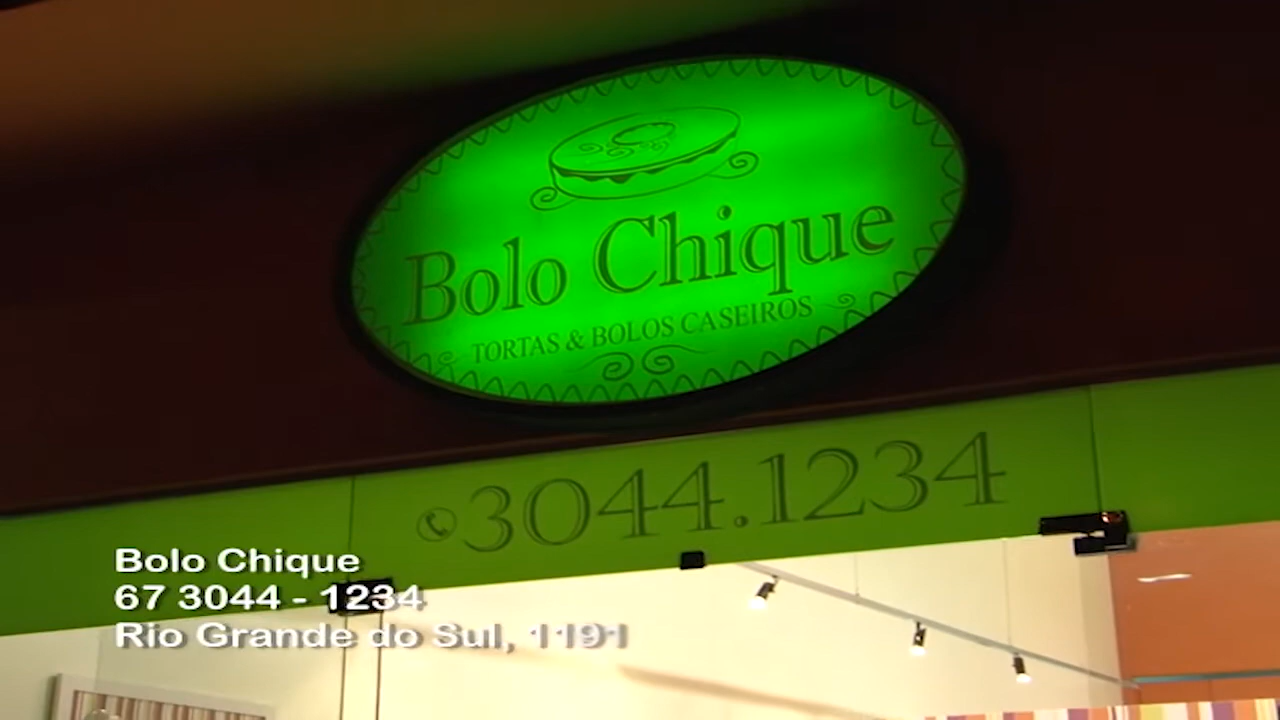 Bolo Chique
TORTAS & BOLOS CASEIROS
3044.1234
Bolo Chique
67 3044 - 1234
Rio Grande do Sul, 1191